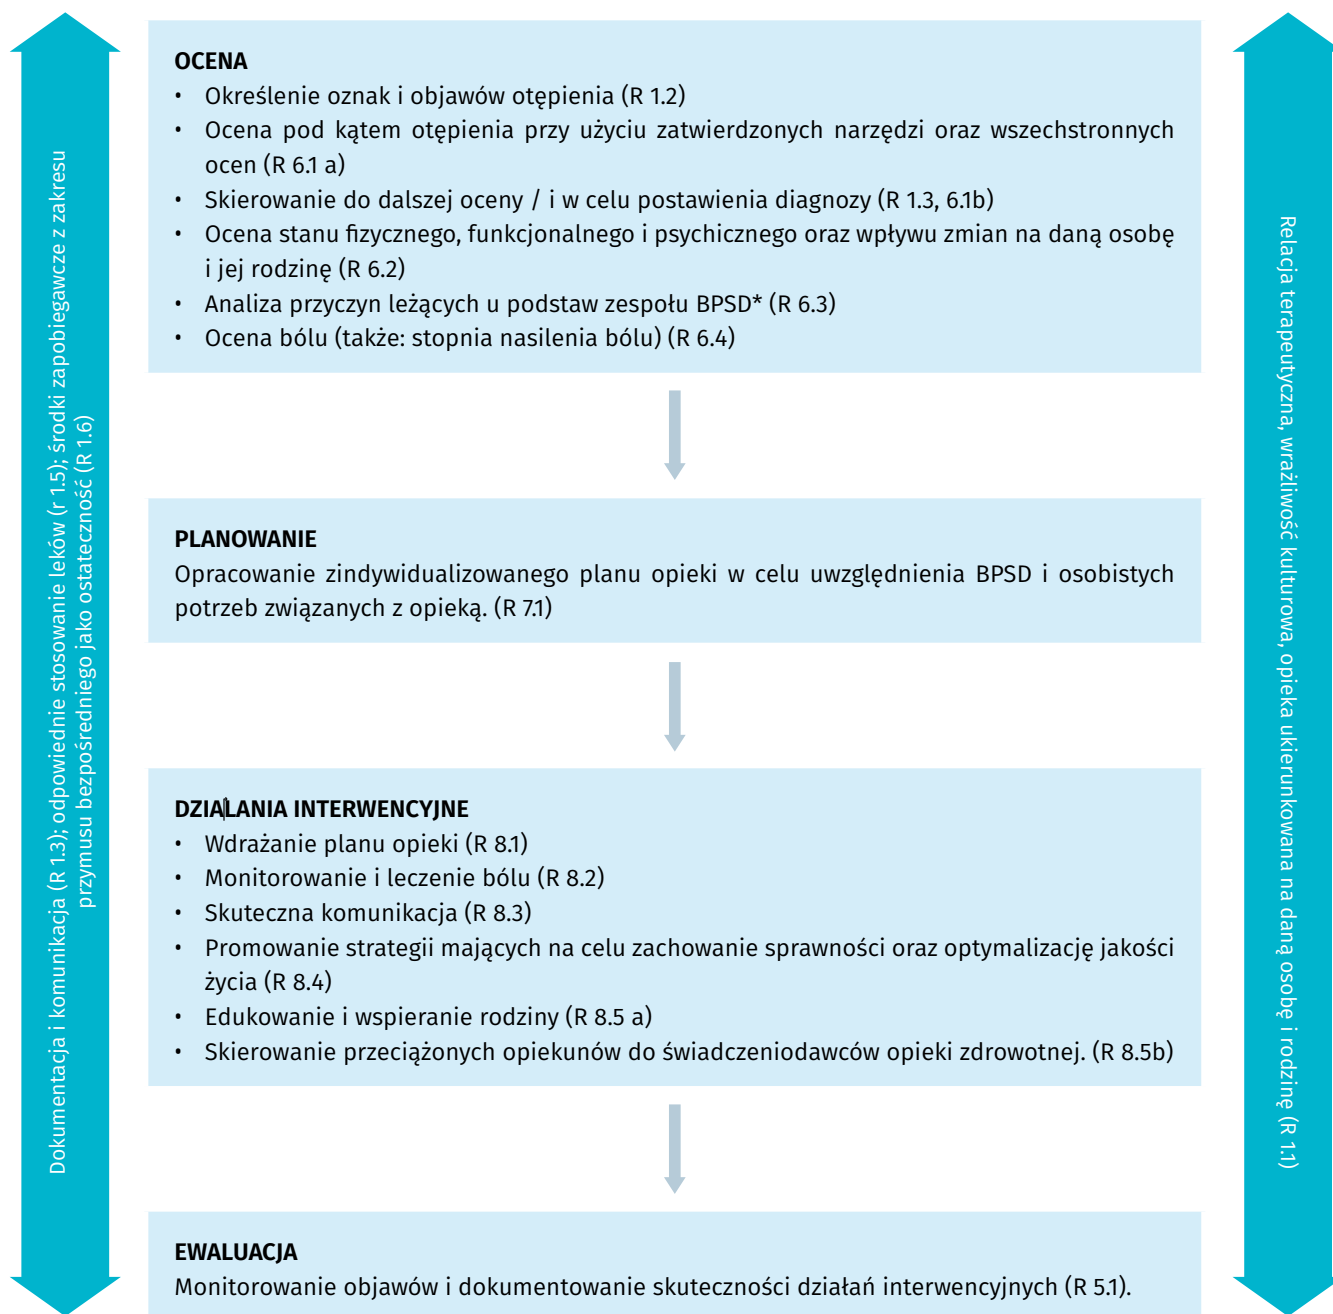 Dokumentacja i komunikacja (R 1.3); odpowiednie stosowanie leków (r 1.5); środki zapobiegawcze z zakresu
przymusu bezpośredniego jako ostateczność (R 1.6)
OCENA
• Określenie oznak i objawów otępienia (R 1.2)
• Ocena pod kątem otępienia przy użyciu zatwierdzonych narzędzi oraz wszechstronnych
ocen (R 6.1 a)
• Skierowanie do dalszej oceny / i w celu postawienia diagnozy (R 1.3, 6.1b)
• Ocena stanu fizycznego, funkcjonalnego i psychicznego oraz wpływu zmian na daną osobę
i jej rodzinę (R 6.2)
• Analiza przyczyn leżących u podstaw zespołu BPSD* (R 6.3)
• Ocena bólu (także: stopnia nasilenia bólu) (R 6.4)
PLANOWANIE
Opracowanie zindywidualizowanego planu opieki w celu uwzględnienia BPSD i osobistych
potrzeb związanych z opieką. (R 7.1)
DZIAŁANIA INTERWENCYJNE
• Wdrażanie planu opieki (R 8.1)
• Monitorowanie i leczenie bólu (R 8.2)
• Skuteczna komunikacja (R 8.3)
• Promowanie strategii mających na celu zachowanie sprawności oraz optymalizację jakości
życia (R 8.4)
• Edukowanie i wspieranie rodziny (R 8.5 a)
• Skierowanie przeciążonych opiekunów do świadczeniodawców opieki zdrowotnej. (R 8.5b)
EWALUACJA
Monitorowanie objawów i dokumentowanie skuteczności działań interwencyjnych (R 5.1).
Relacja terapeutyczna, wrażliwość kulturowa, opieka ukierunkowana na daną osobę i rodzinę (R 1.1)